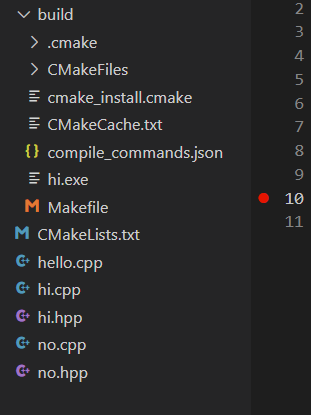 build
.cmake
CMakeFiles
cmake_install.cmake
CMakeCache.txt
{} compile_commands.json
hi.exe
M Makefile
M CMakeLists.txt
C++ hello.cpp
C++ hi.cpp
C++ hi.hpp
C++ no.cpp
C++ no.hpp
2
3
4
5
6
7
8
9
10
11